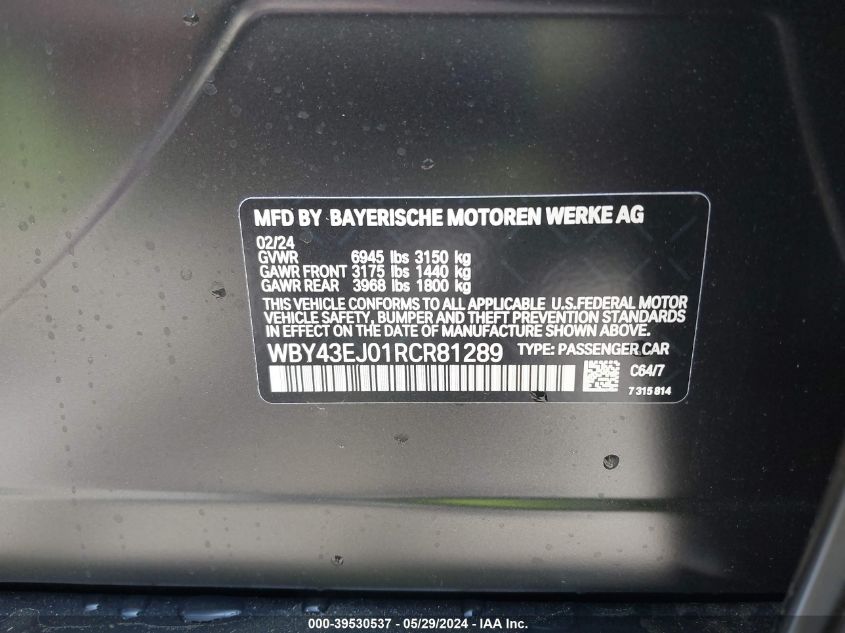 MFD BY BAYERISCHE MOTOREN WERKE AG
02/24
GVWR 6945 lbs 3150 kg
GAWR FRONT 3175 lbs 1440 kg
GAWR REAR 3968 lbs 1800 kg
THIS VEHICLE CONFORMS TO ALL APPLICABLE U.S.FEDERAL MOTOR
VEHICLE SAFETY, BUMPER AND THEFT PREVENTION STANDARDS
IN EFFECT ON THE DATE OF MANUFACTURE SHOWN ABOVE.
WBY43EJ01RCR81289 TYPE: PASSENGER CAR
C64/7
7 315 814
000-39530537 - 05/29/2024 - IAA Inc.